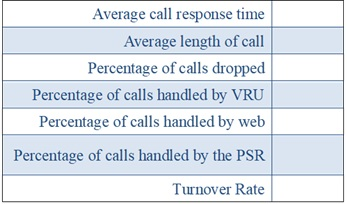 Average call response time
Average length of call
Percentage of calls dropped
Percentage of calls handled by VRU
Percentage of calls handled by web
Percentage of calls handled by the PSR
Turnover Rate